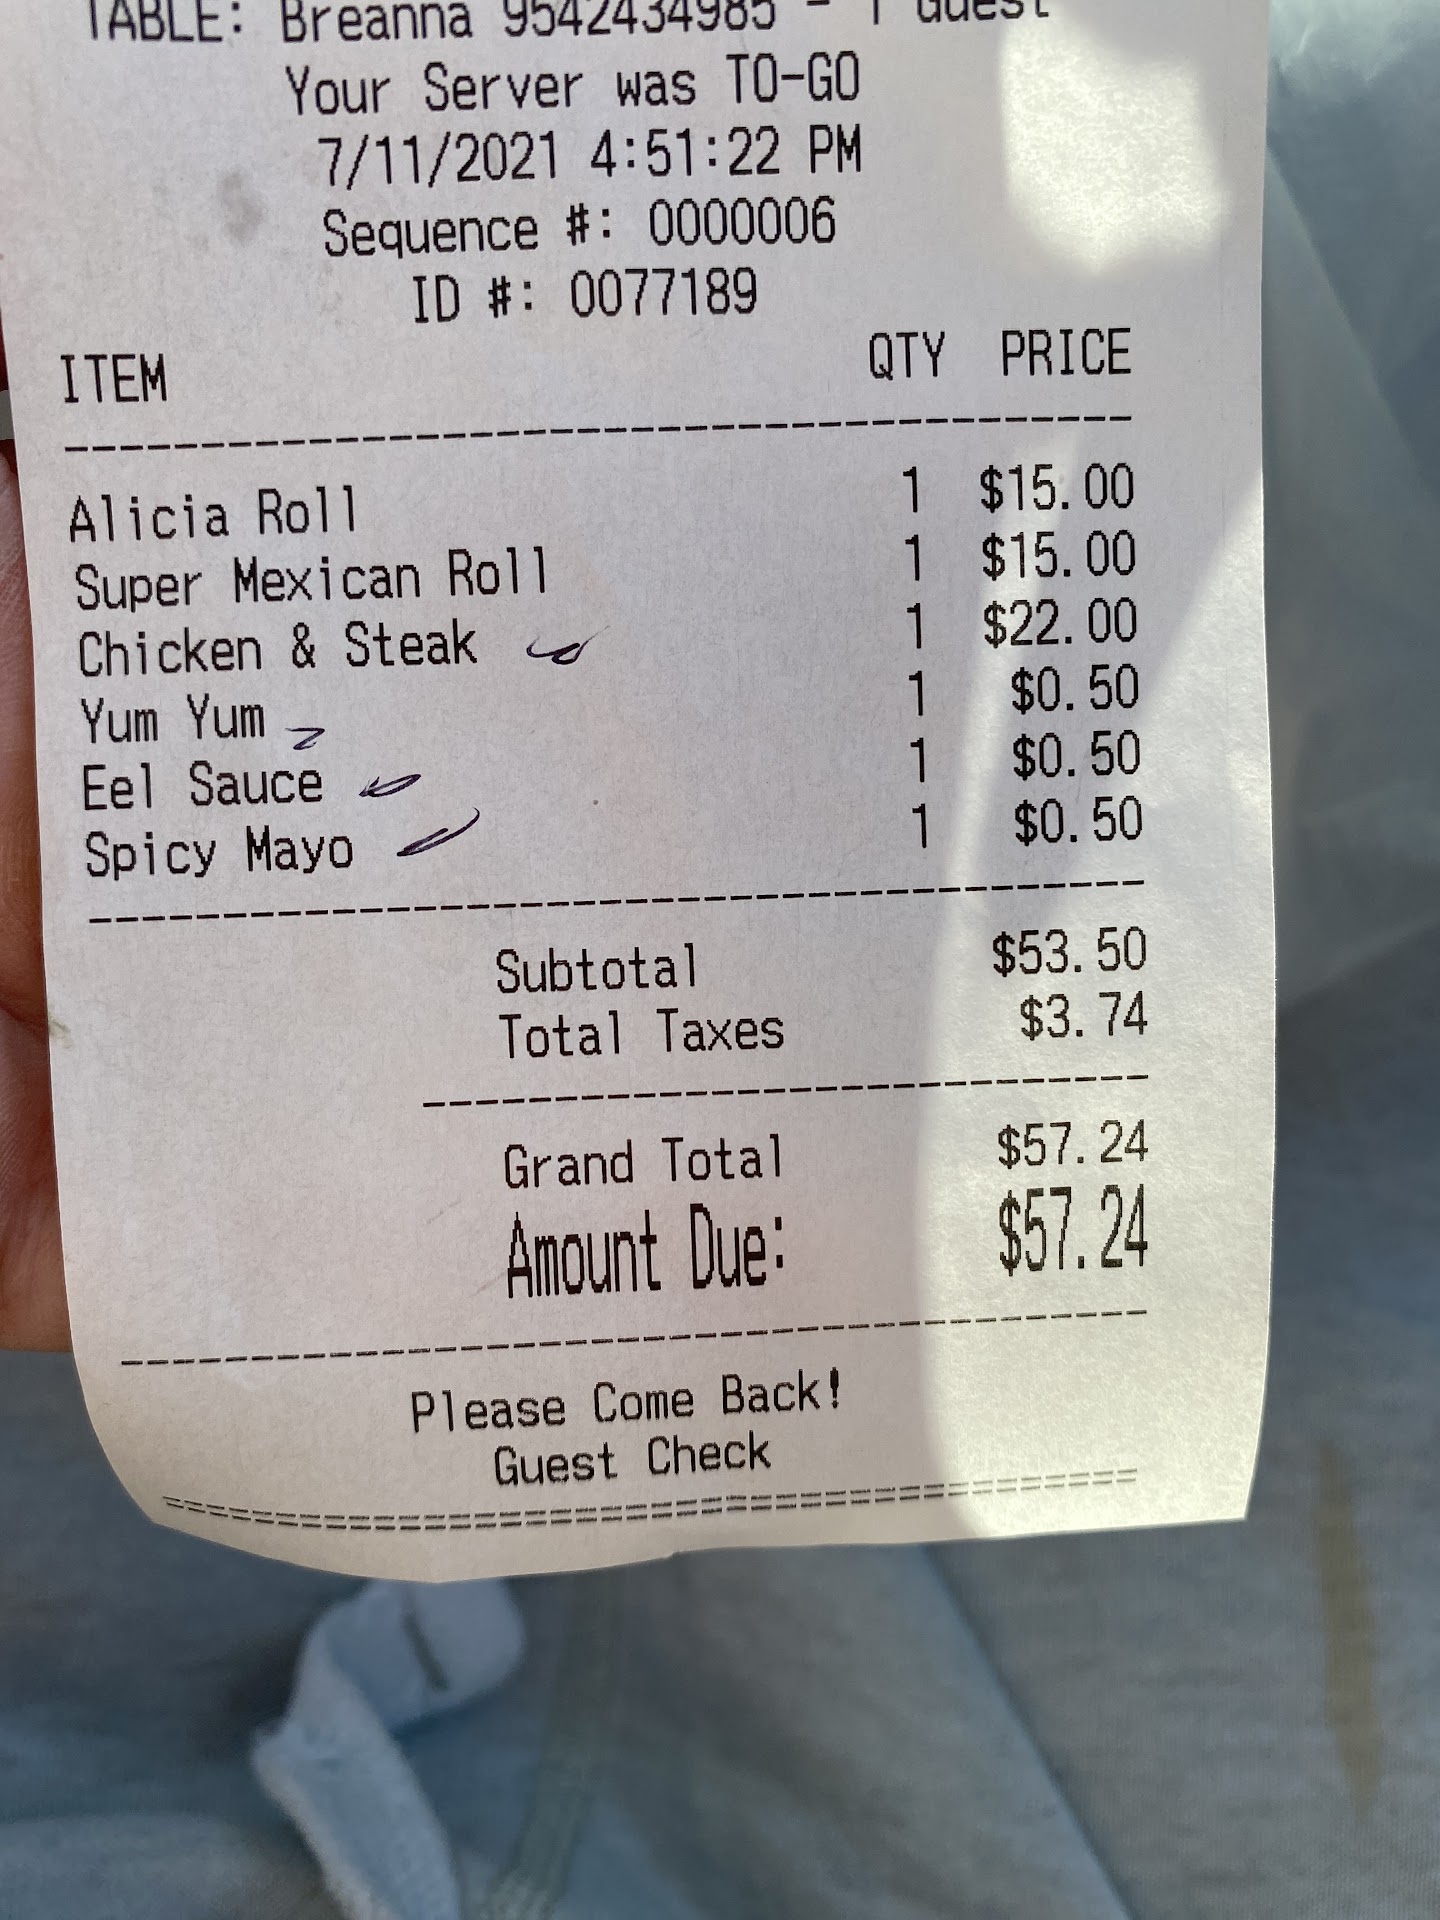 TABLE: Breanna 9542434985 - 1 Guest
Your Server was TO-GO
7/11/2021 4:51:22 PM
Sequence #: 0000006
ID #: 0077189
ITEM QTY PRICE
Alicia Roll 1 $15.00
Super Mexican Roll 1 $15.00
Chicken & Steak 1 $22.00
Yum Yum 1 $0.50
Eel Sauce 1 $0.50
Spicy Mayo 1 $0.50
Subtotal $53.50
Total Taxes $3.74
Grand Total $57.24
Amount Due: $57.24
Please Come Back!
Guest Check